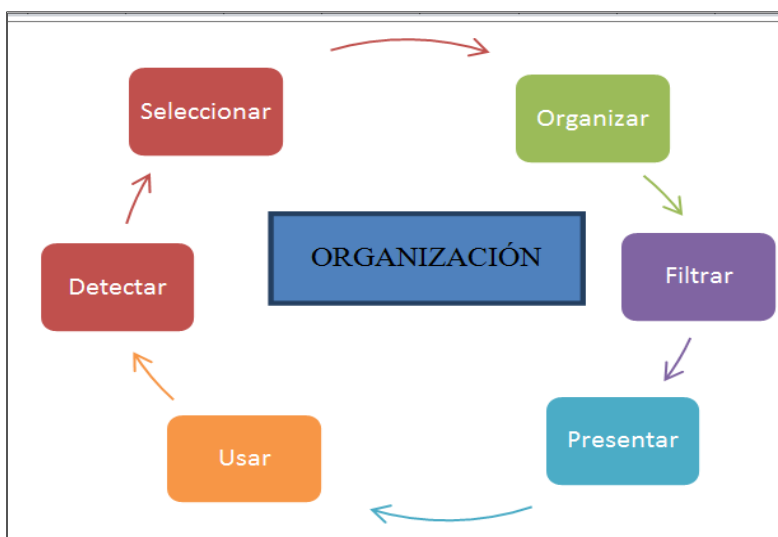 Seleccionar
Organizar
ORGANIZACIÓN
Detectar
Filtrar
Usar
Presentar